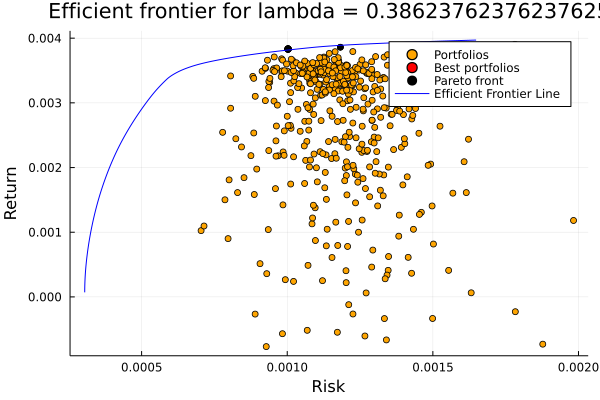 Efficient frontier for lambda = 0.3862376237623762
0.004
Portfolios
Best portfolios
Pareto front
Efficient Frontier Line
0.003
0.002
0.001
0.000
Return
0.0005
0.0010
0.0015
0.0020
Risk